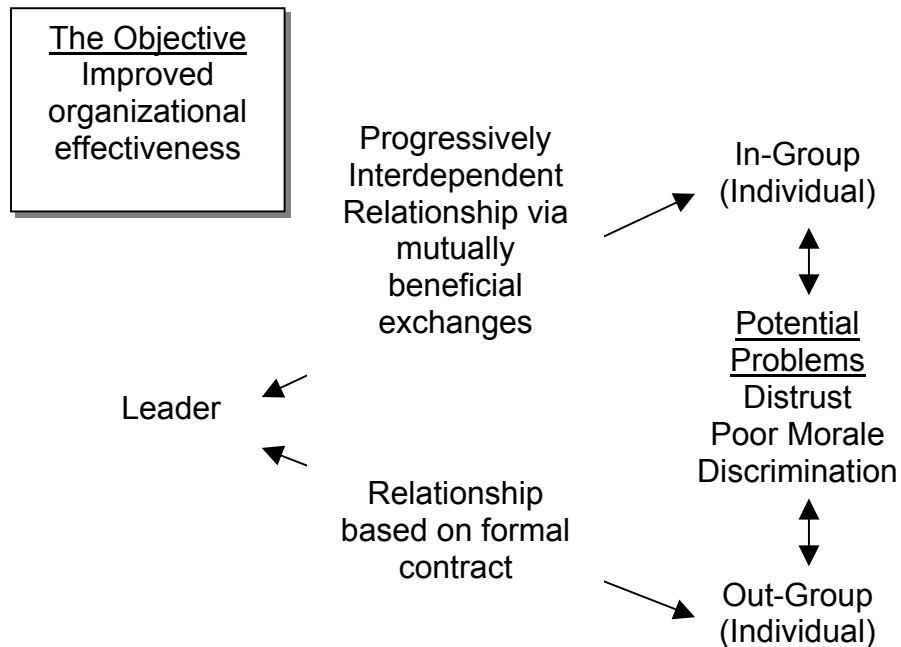 The Objective
Improved
organizational
effectiveness
Progressively
Interdependent
Relationship via
mutually
beneficial
exchanges
In-Group
(Individual)
Potential
Problems
Distrust
Poor Morale
Discrimination
Leader
Relationship
based on formal
contract
Out-Group
(Individual)